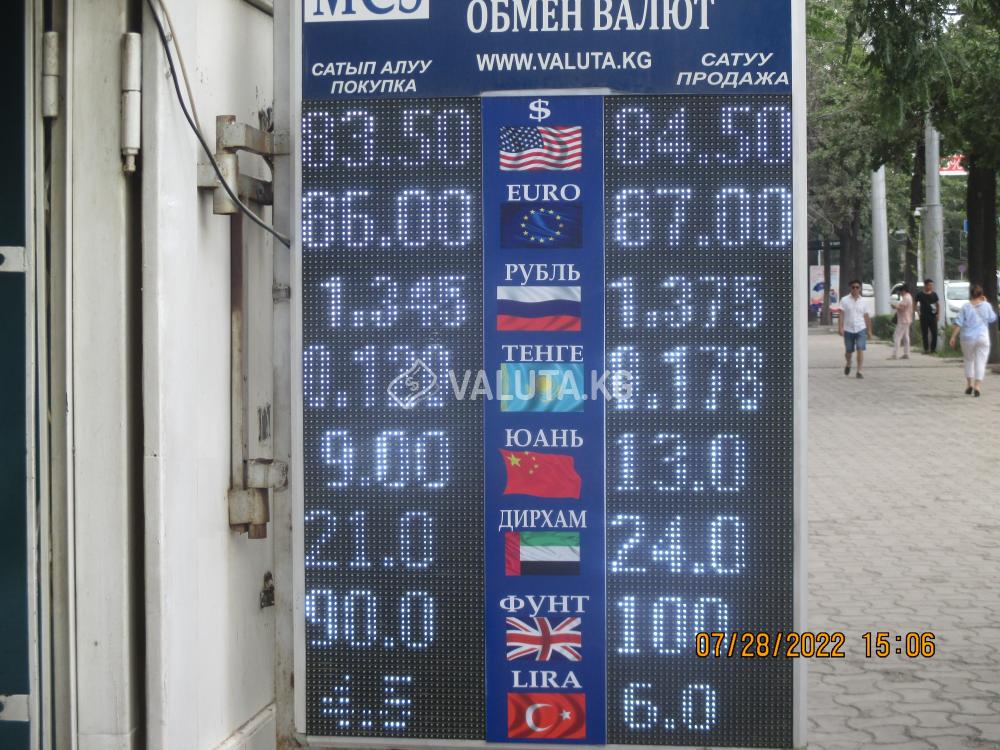 MCS
ОБМЕН ВАЛЮТ
WWW.VALUTA.KG
САТЫП АЛУУ
ПОКУПКА
САТУУ
ПРОДАЖА
83.50 $ 84.50
86.00 EURO 87.00
1.345 РУБЛЬ 1.375
ТЕНГЕ
VALUTA.KG
9.00 ЮАНЬ 13.0
21.0 ДИРХАМ 24.0
90.0 ФУНТ 100
07/28/2022 15:06
4.5 LIRA 6.0